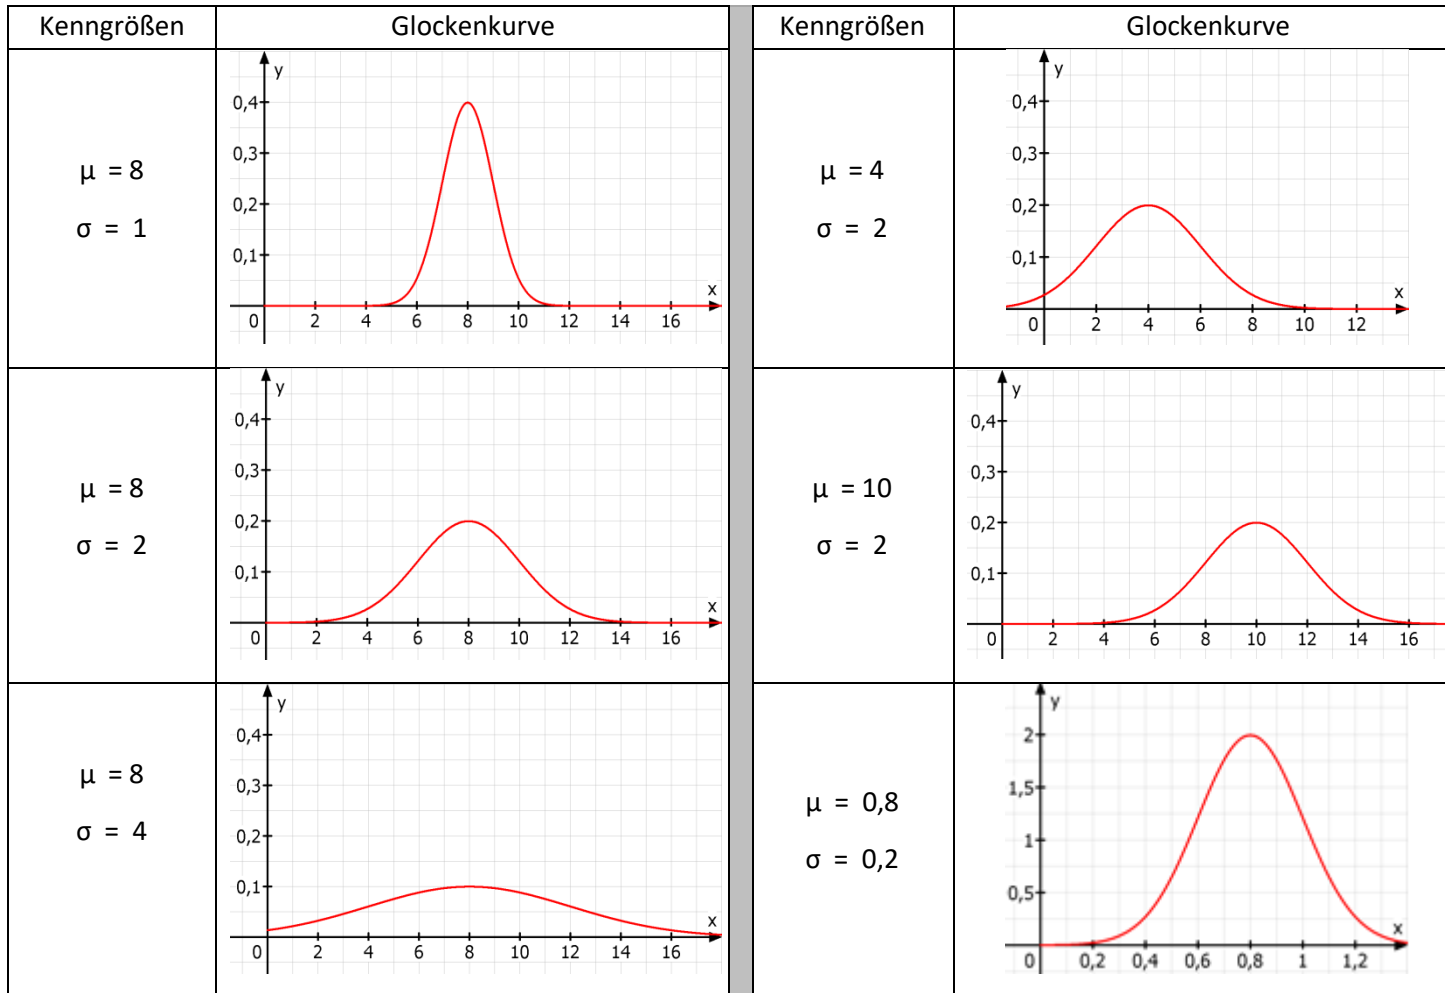 Kenngrößen Glockenkurve Kenngrößen Glockenkurve
μ = 8
σ = 1
y
0,4
0,3
0,2
0,1
x
0 2 4 6 8 10 12 14 16
μ = 4
σ = 2
y
0,4
0,3
0,2
0,1
x
0 2 4 6 8 10 12
μ = 8
σ = 2
y
0,4
0,3
0,2
0,1
x
0 2 4 6 8 10 12 14 16
μ = 10
σ = 2
y
0,4
0,3
0,2
0,1
0 2 4 6 8 10 12 14 16
μ = 8
σ = 4
y
0,4
0,3
0,2
0,1
x
0 2 4 6 8 10 12 14 16
μ = 0,8
σ = 0,2
y
2
1,5
1
0,5
x
0 0,2 0,4 0,6 0,8 1 1,2